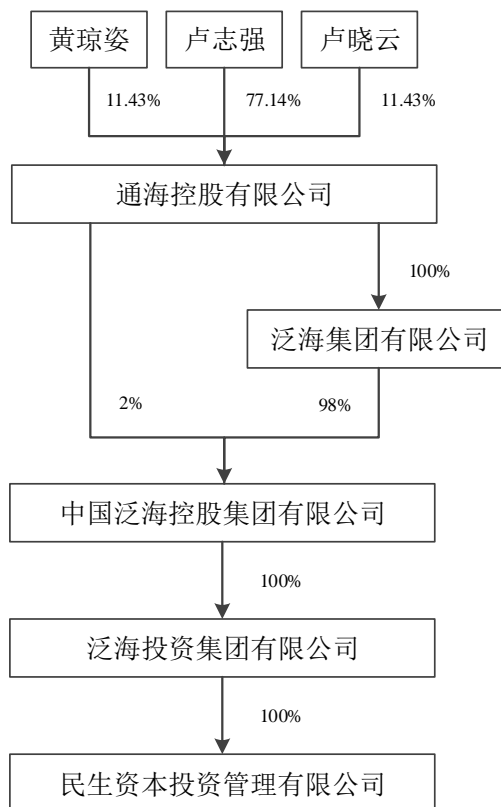 黄琼姿
卢志强
卢晓云
11.43%
77.14%
11.43%
通海控股有限公司
100%
泛海集团有限公司
2%
98%
中国泛海控股集团有限公司
100%
泛海投资集团有限公司
100%
民生资本投资管理有限公司